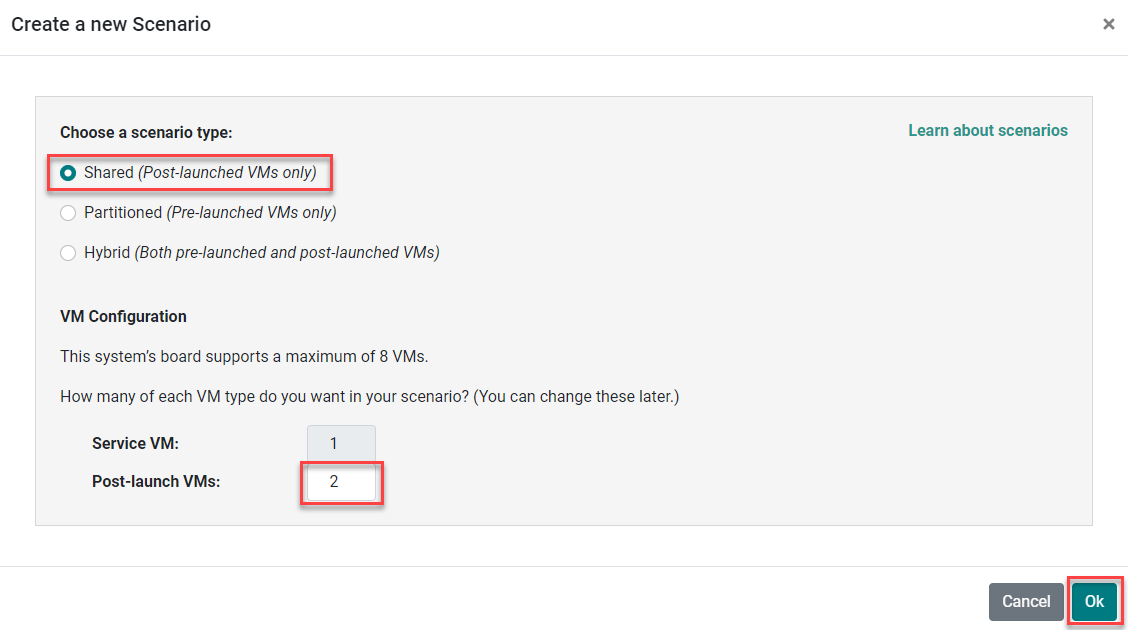 Create a new Scenario
×
Choose a scenario type:
Learn about scenarios
Shared (Post-launched VMs only)
Partitioned (Pre-launched VMs only)
Hybrid (Both pre-launched and post-launched VMs)
VM Configuration
This system's board supports a maximum of 8 VMs.
How many of each VM type do you want in your scenario? (You can change these later.)
Service VM: 1
Post-launch VMs: 2
Cancel Ok